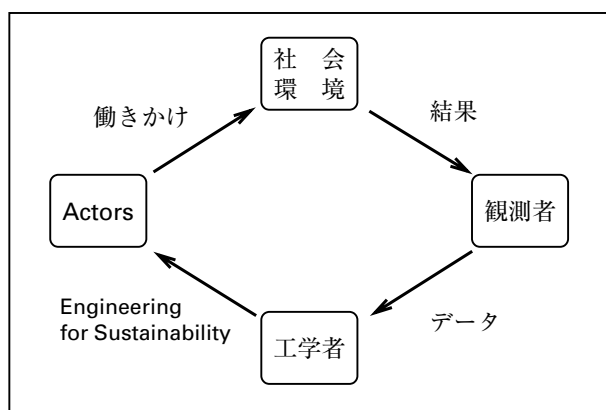 社　会
環　境
働きかけ
結果
Actors
観測者
Engineering
for Sustainability
データ
工学者